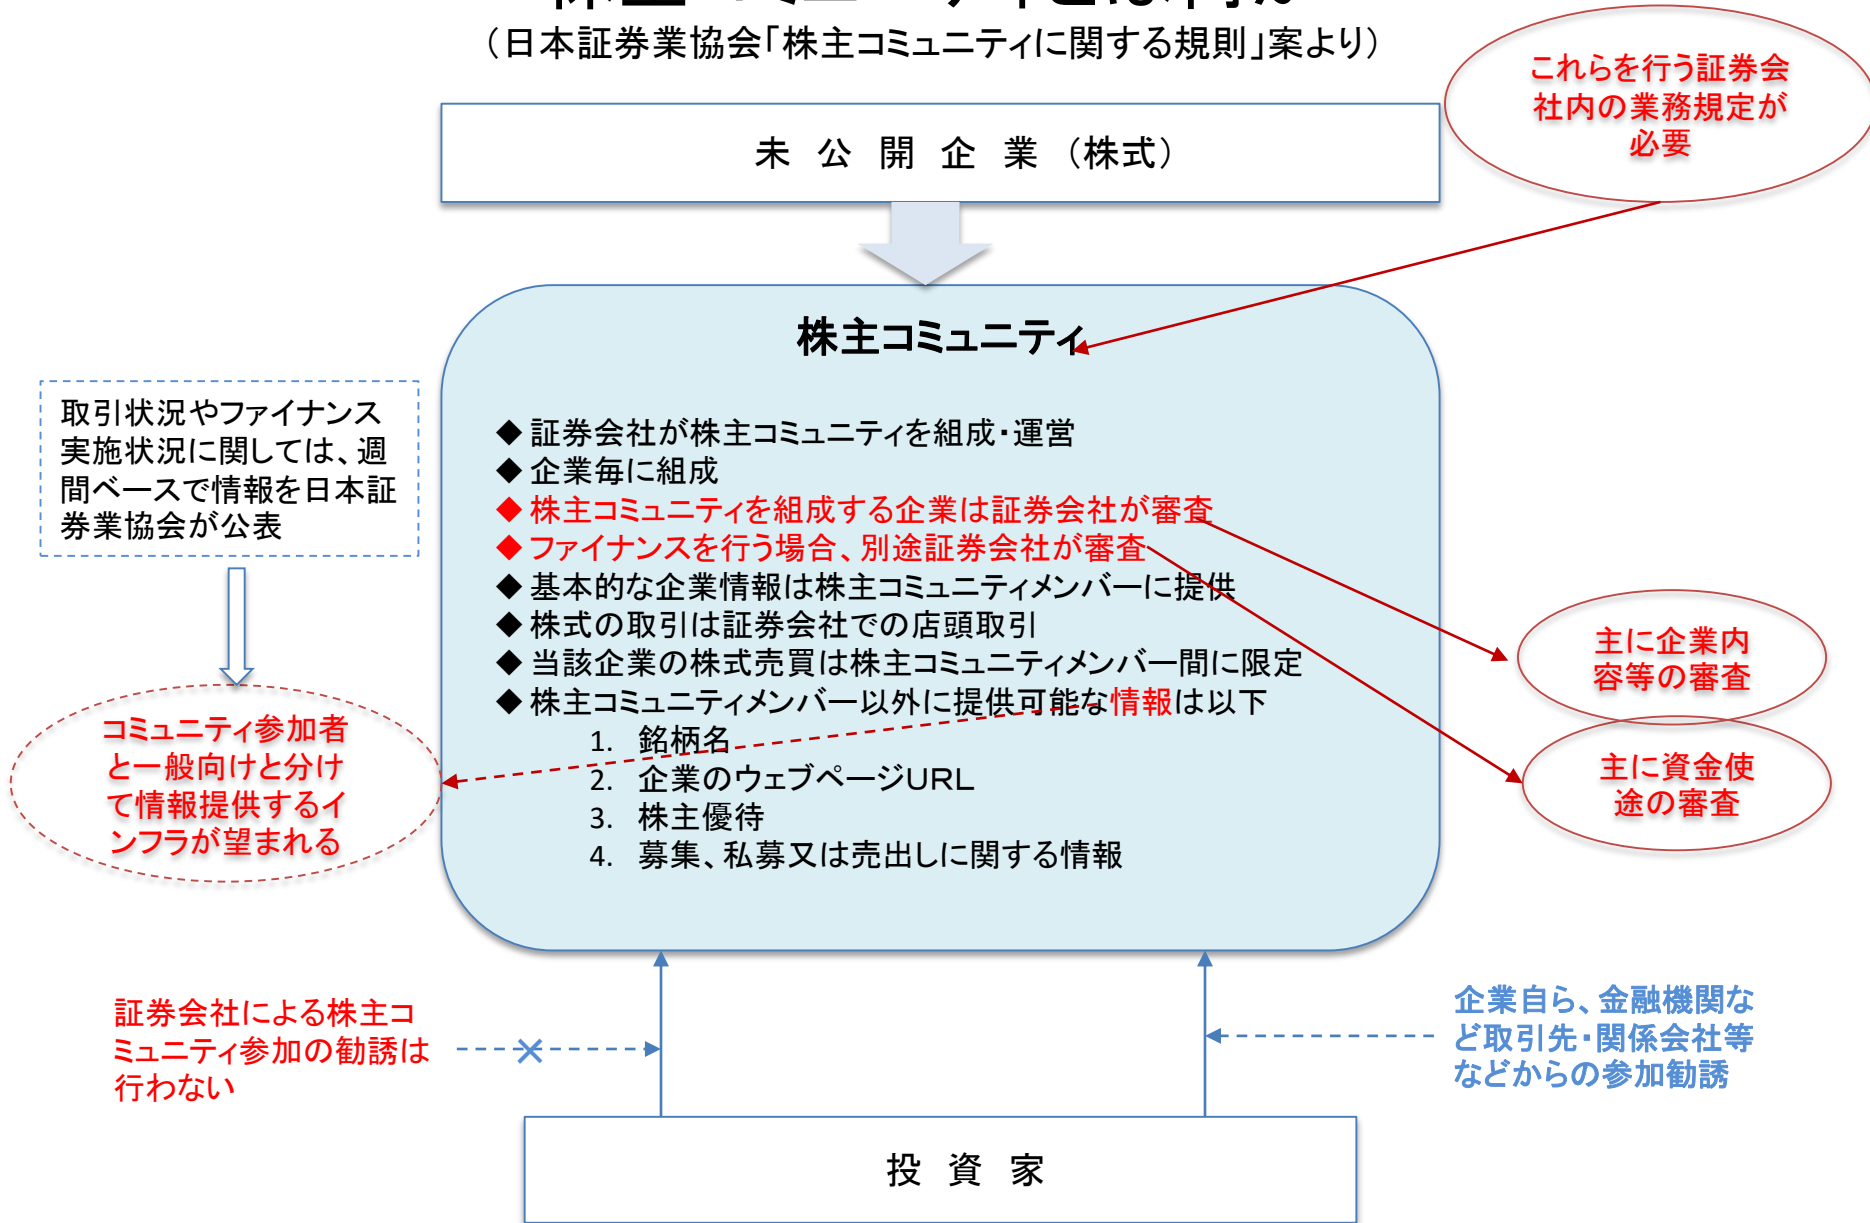 （日本証券業協会「株主コミュニティに関する規則」案より）
これらを行う証券会
社内の業務規定が
必要
未 公 開 企 業 （株式）
株主コミュニティ
取引状況やファイナンス
実施状況に関しては、週
間ベースで情報を日本証
券業協会が公表
◆ 証券会社が株主コミュニティを組成・運営
◆ 企業毎に組成
◆ 株主コミュニティを組成する企業は証券会社が審査
◆ ファイナンスを行う場合、別途証券会社が審査
◆ 基本的な企業情報は株主コミュニティメンバーに提供
◆ 株式の取引は証券会社での店頭取引
◆ 当該企業の株式売買は株主コミュニティメンバー間に限定
◆ 株主コミュニティメンバー以外に提供可能な情報は以下
1. 銘柄名
2. 企業のウェブページURL
3. 株主優待
4. 募集、私募又は売出しに関する情報
主に企業内
容等の審査
主に資金使
途の審査
コミュニティ参加者
と一般向けと分け
て情報提供するイ
ンフラが望まれる
証券会社による株主コ
ミュニティ参加の勧誘は
行わない
企業自ら、金融機関な
ど取引先・関係会社等
などからの参加勧誘
投 資 家